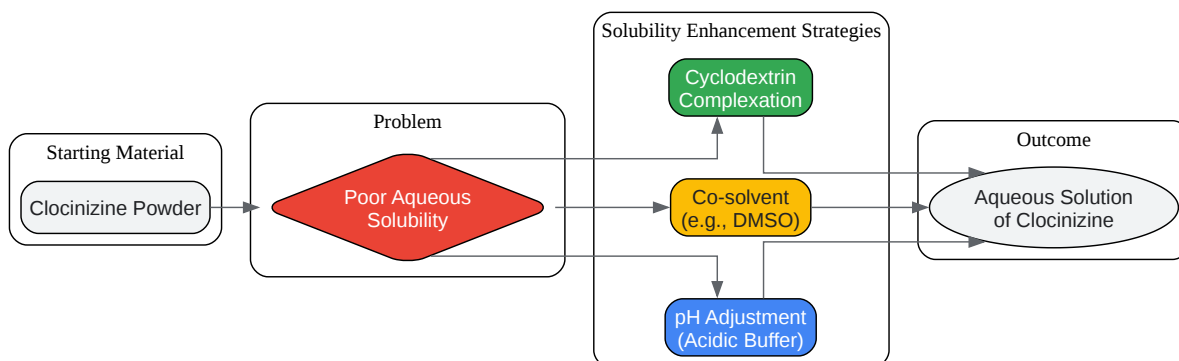 Starting Material
Clocinizine Powder
Problem
Poor Aqueous
Solubility
Solubility Enhancement Strategies
Cyclodextrin
Complexation
Co-solvent
(e.g., DMSO)
pH Adjustment
(Acidic Buffer)
Outcome
Aqueous Solution
of Clocinizine